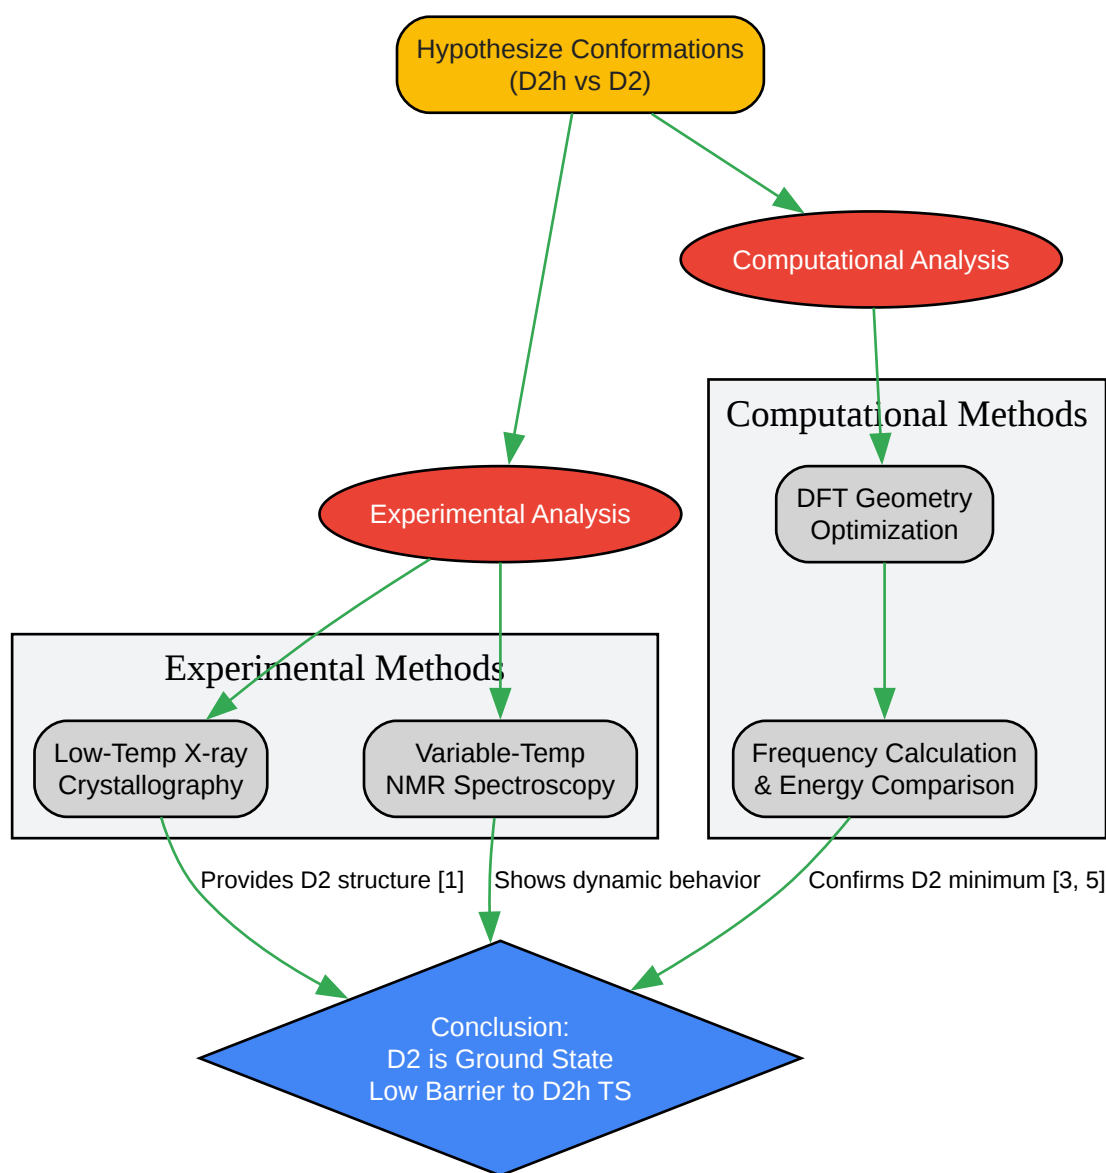 Hypothesize Conformations
(D2h vs D2)
Computational Analysis
Computational Methods
DFT Geometry
Optimization
Experimental Analysis
Experimental Methods
Low-Temp X-ray
Crystallography
Variable-Temp
NMR Spectroscopy
Frequency Calculation
& Energy Comparison
Provides D2 structure [1]
Shows dynamic behavior
Confirms D2 minimum [3, 5]
Conclusion:
D2 is Ground State
Low Barrier to D2h TS